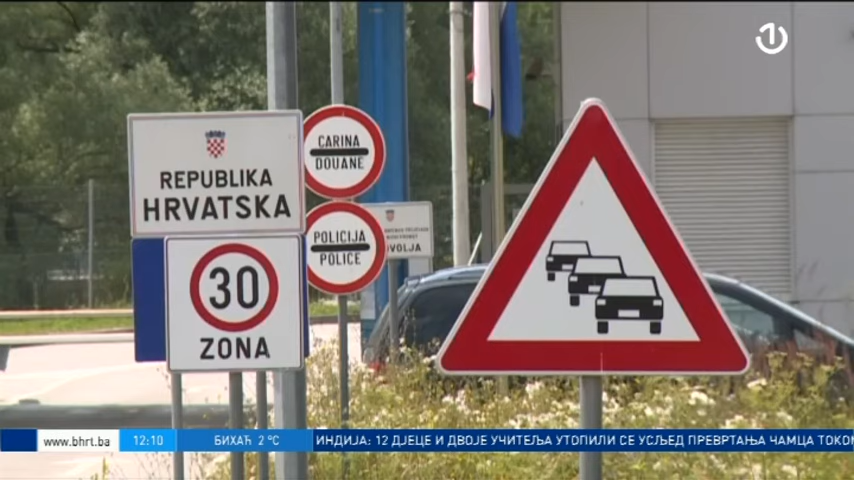 REPUBLIKA
HRVATSKA
30
ZONA
CARINA
DOUANE
POLICIJA
POLICE
VOLJA
www.bhrt.ba
12:10
БИХАЋ 2°C
ИНДИЈА: 12 ДЈЕЦЕ И ДВОЈЕ УЧИТЕЉА УТОПИЛИ СЕ УСЉЕД ПРЕВРТАЊА ЧАМЦА ТОКОМ